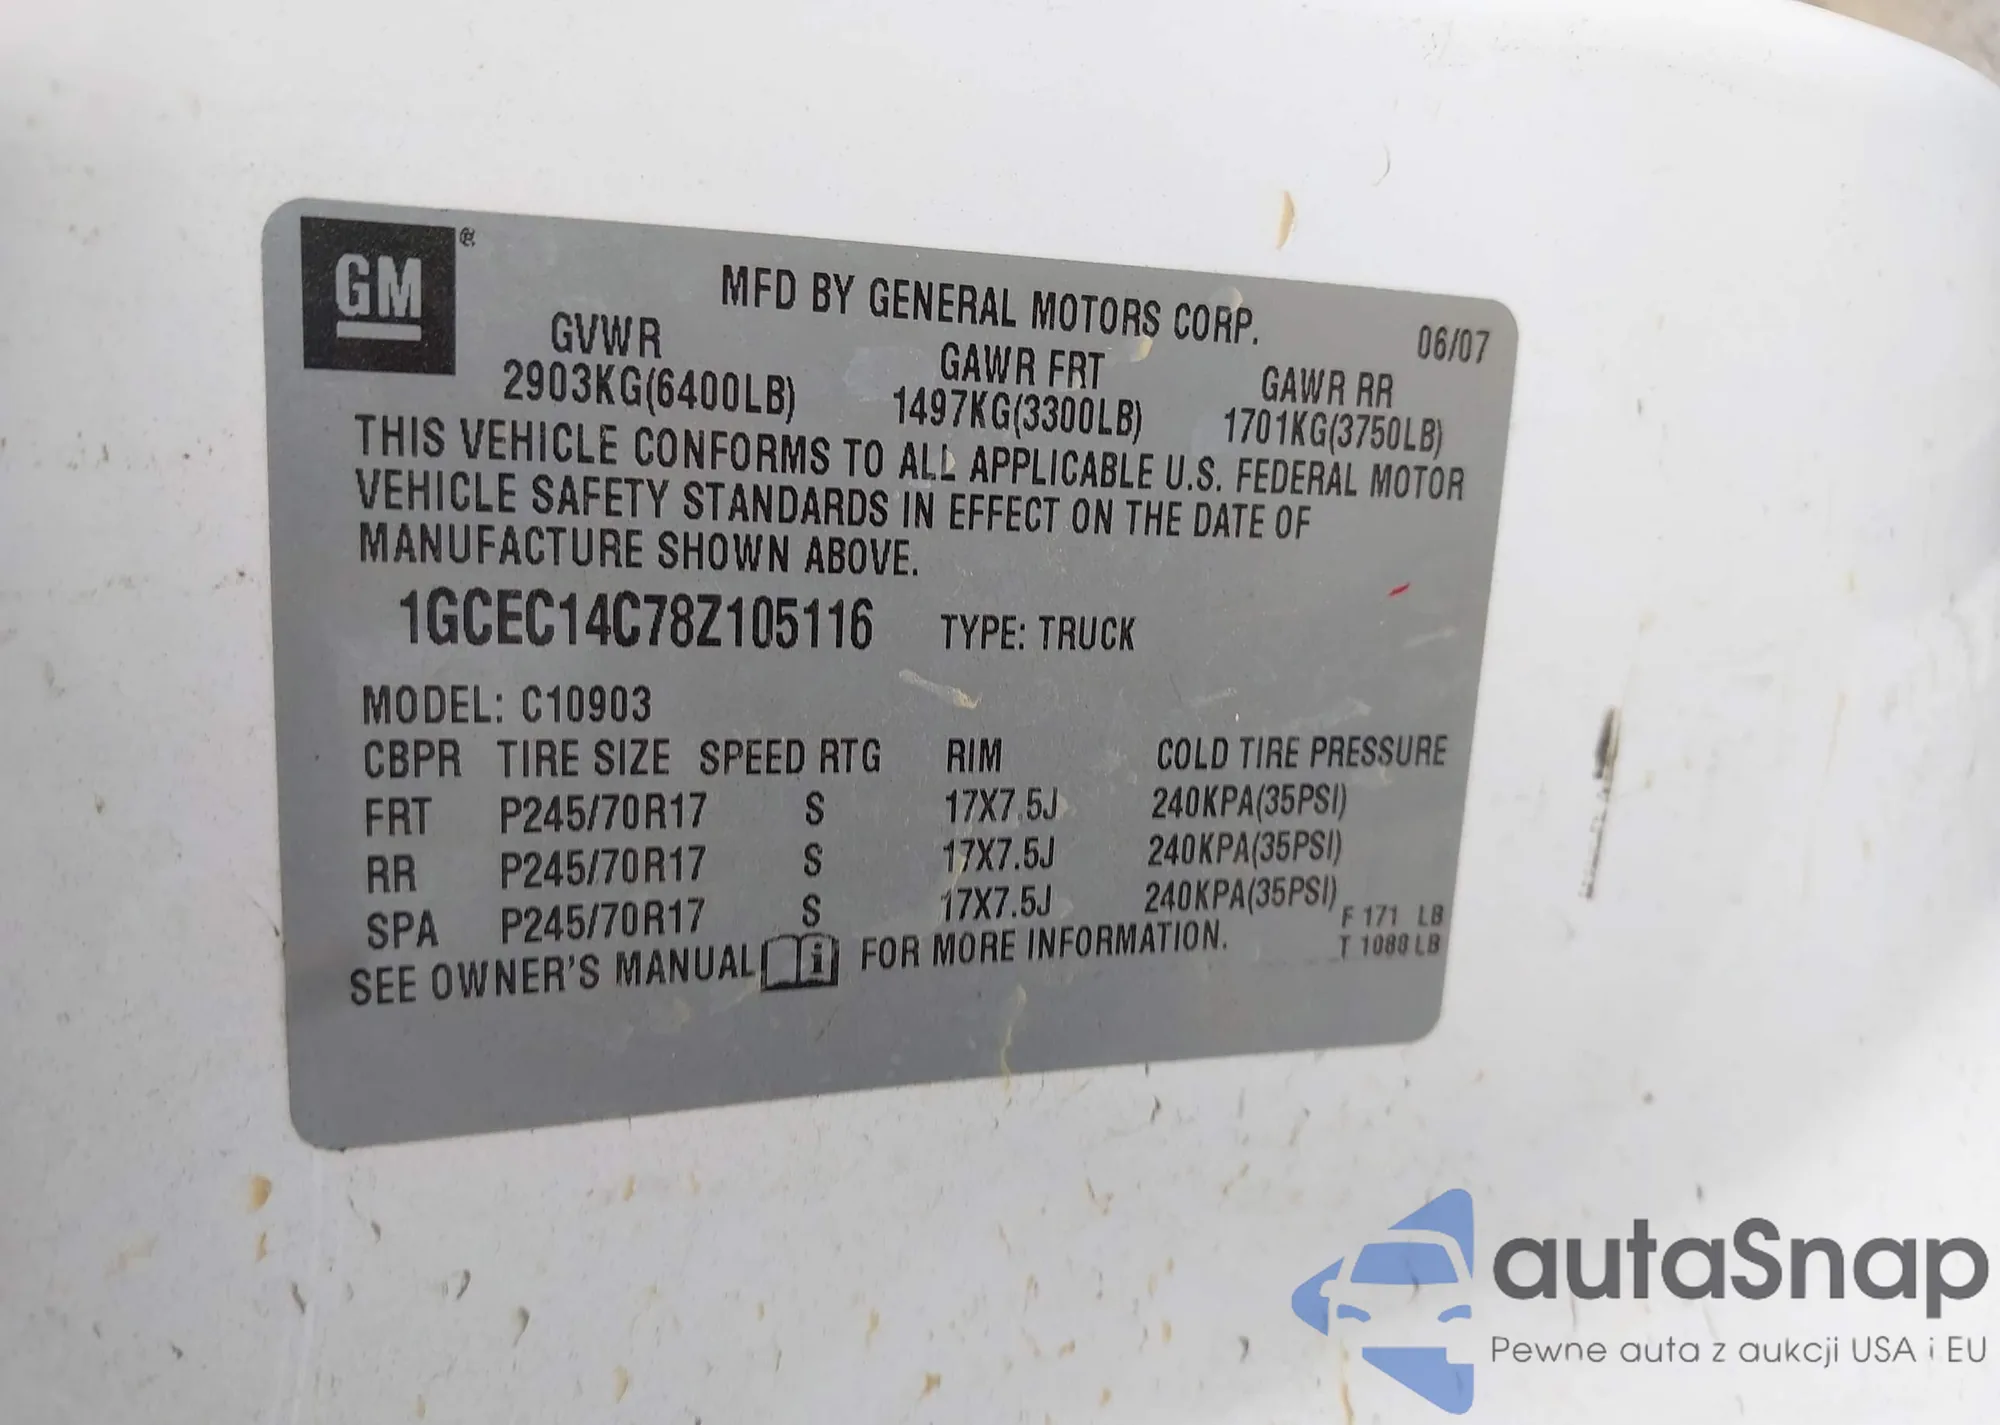 GM ®
MFD BY GENERAL MOTORS CORP.
06/07
GVWR GAWR FRT GAWR RR
2903KG(6400LB) 1497KG(3300LB) 1701KG(3750LB)
THIS VEHICLE CONFORMS TO ALL APPLICABLE U.S. FEDERAL MOTOR
VEHICLE SAFETY STANDARDS IN EFFECT ON THE DATE OF
MANUFACTURE SHOWN ABOVE.
1GCEC14C78Z105116 TYPE: TRUCK
MODEL: C10903
CBPR TIRE SIZE SPEED RTG RIM COLD TIRE PRESSURE
FRT P245/70R17 S 17X7.5J 240KPA(35PSI)
RR P245/70R17 S 17X7.5J 240KPA(35PSI)
SPA P245/70R17 S 17X7.5J 240KPA(35PSI)
F 171 LB
SEE OWNER'S MANUAL i FOR MORE INFORMATION.
T 1088 LB
autaSnap
Pewne auta z aukcji USA i EU